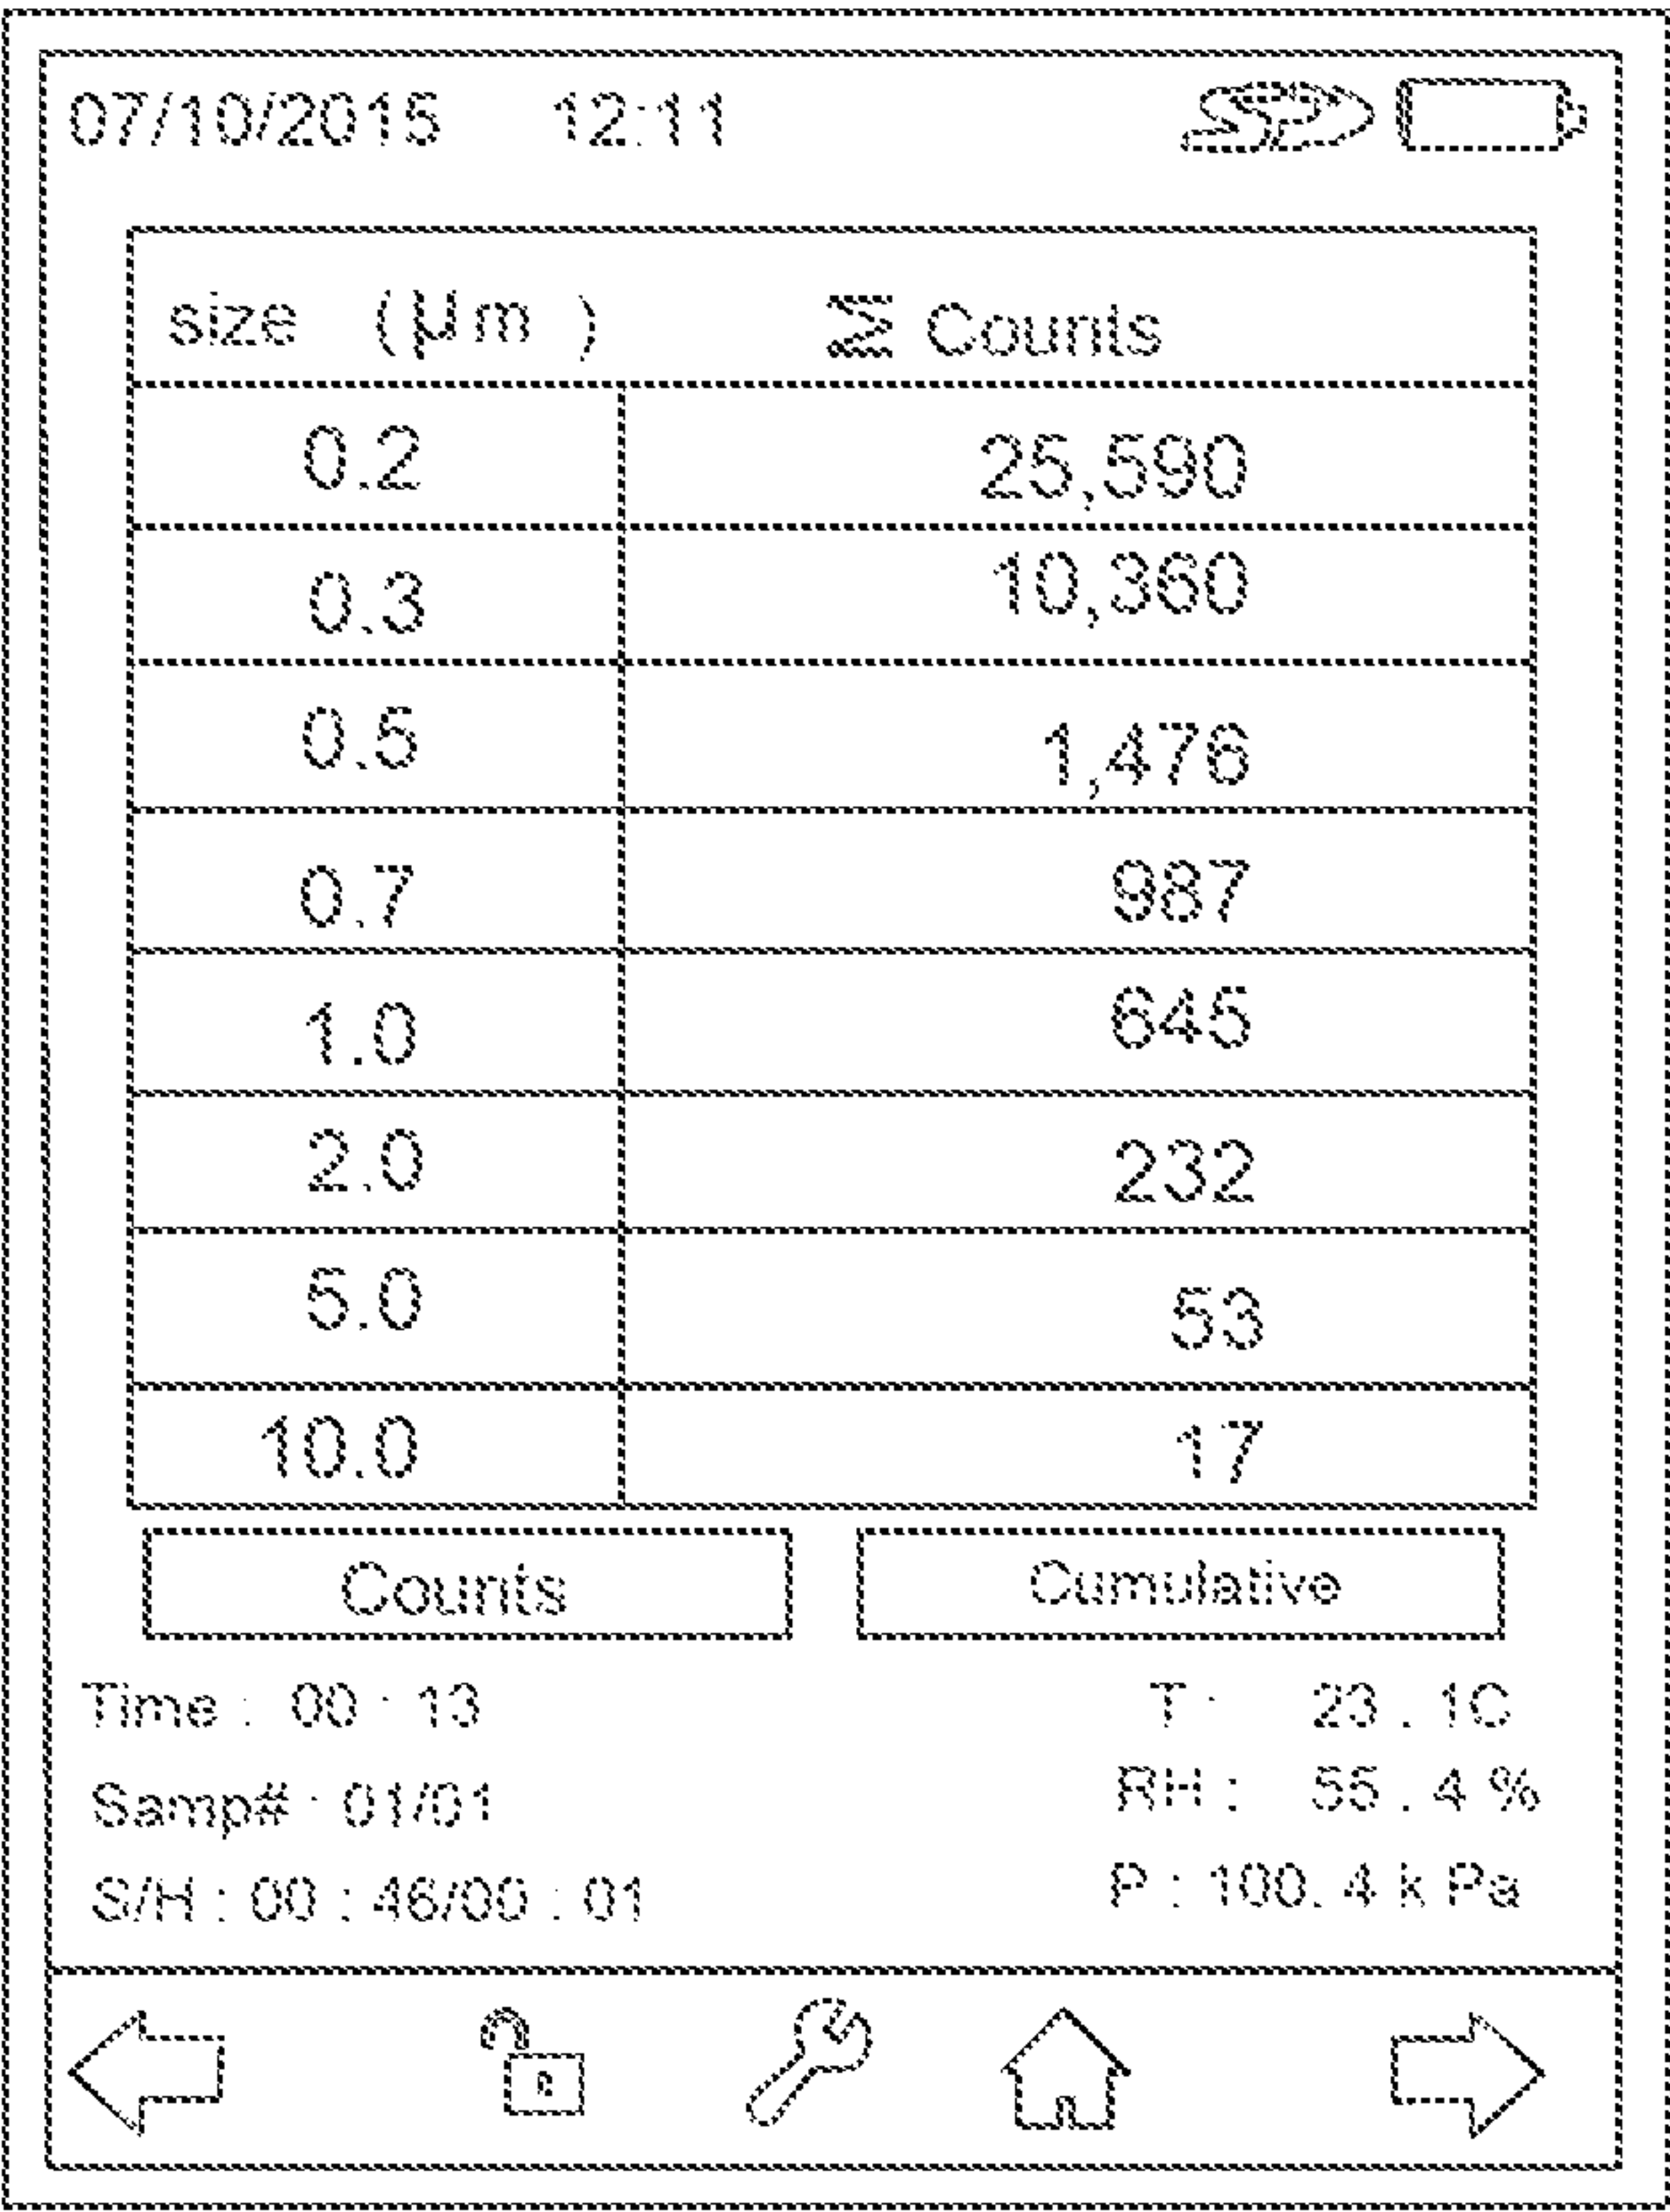 07/10/2015 12:11
size (μm ) Σ Counts
0.2 25,590
0.3 10,360
0.5 1,476
0.7 987
1.0 645
2.0 232
5.0 53
10.0 17
Counts Cumulative
Time : 00 : 13 T : 23 . 1C
Samp# : 01/01 RH : 55 . 4 %
S/H : 00 : 46/00 : 01 P : 100. 4 k Pa